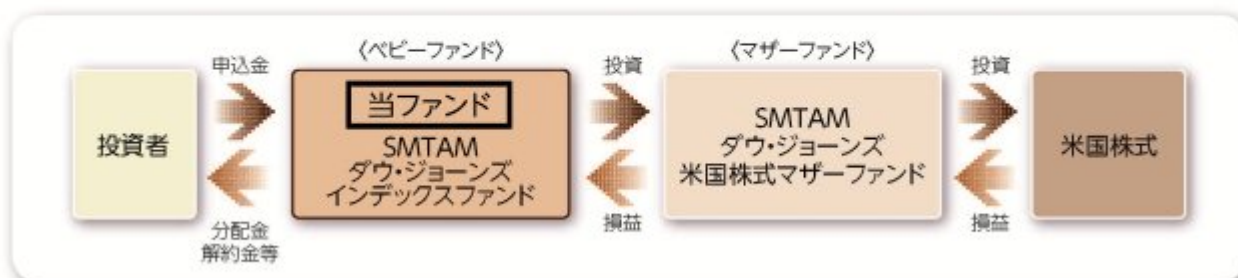 〈ベビーファンド〉
〈マザーファンド〉
申込金
投資
投資
投資者
当ファンド
SMTAM
ダウ・ジョーンズ
インデックスファンド
SMTAM
ダウ・ジョーンズ
米国株式マザーファンド
米国株式
分配金
解約金等
損益
損益